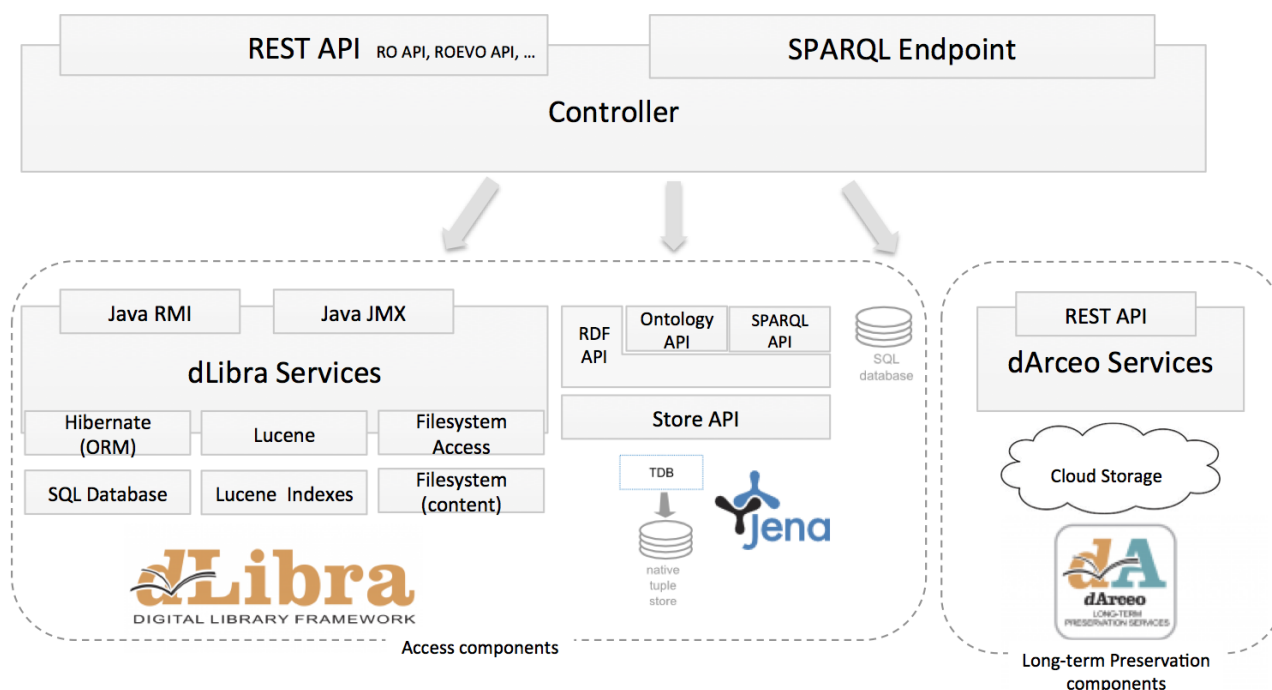 REST API RO API, ROEVO API, ...
SPARQL Endpoint
Controller
Java RMI
Java JMX
dLibra Services
Hibernate
(ORM)
Lucene
Filesystem
Access
SQL Database
Lucene Indexes
Filesystem
(content)
dLibra
DIGITAL LIBRARY FRAMEWORK
RDF
API
Ontology
API
SPARQL
API
Store API
TDB
native
tuple
store
jena
SQL
database
Access components
REST API
dArceo Services
Cloud Storage
dA
dArceo
LONG-TERM
PRESERVATION SERVICES
Long-term Preservation
components